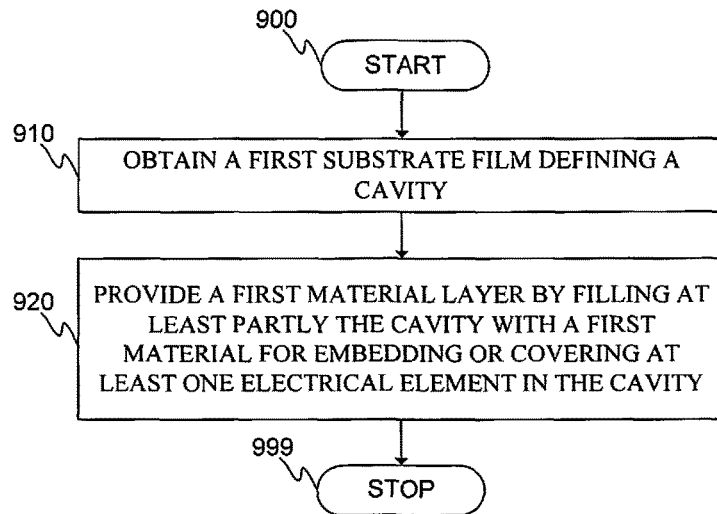 900
START
910
OBTAIN A FIRST SUBSTRATE FILM DEFINING A
CAVITY
920
PROVIDE A FIRST MATERIAL LAYER BY FILLING AT
LEAST PARTLY THE CAVITY WITH A FIRST
MATERIAL FOR EMBEDDING OR COVERING AT
LEAST ONE ELECTRICAL ELEMENT IN THE CAVITY
999
STOP